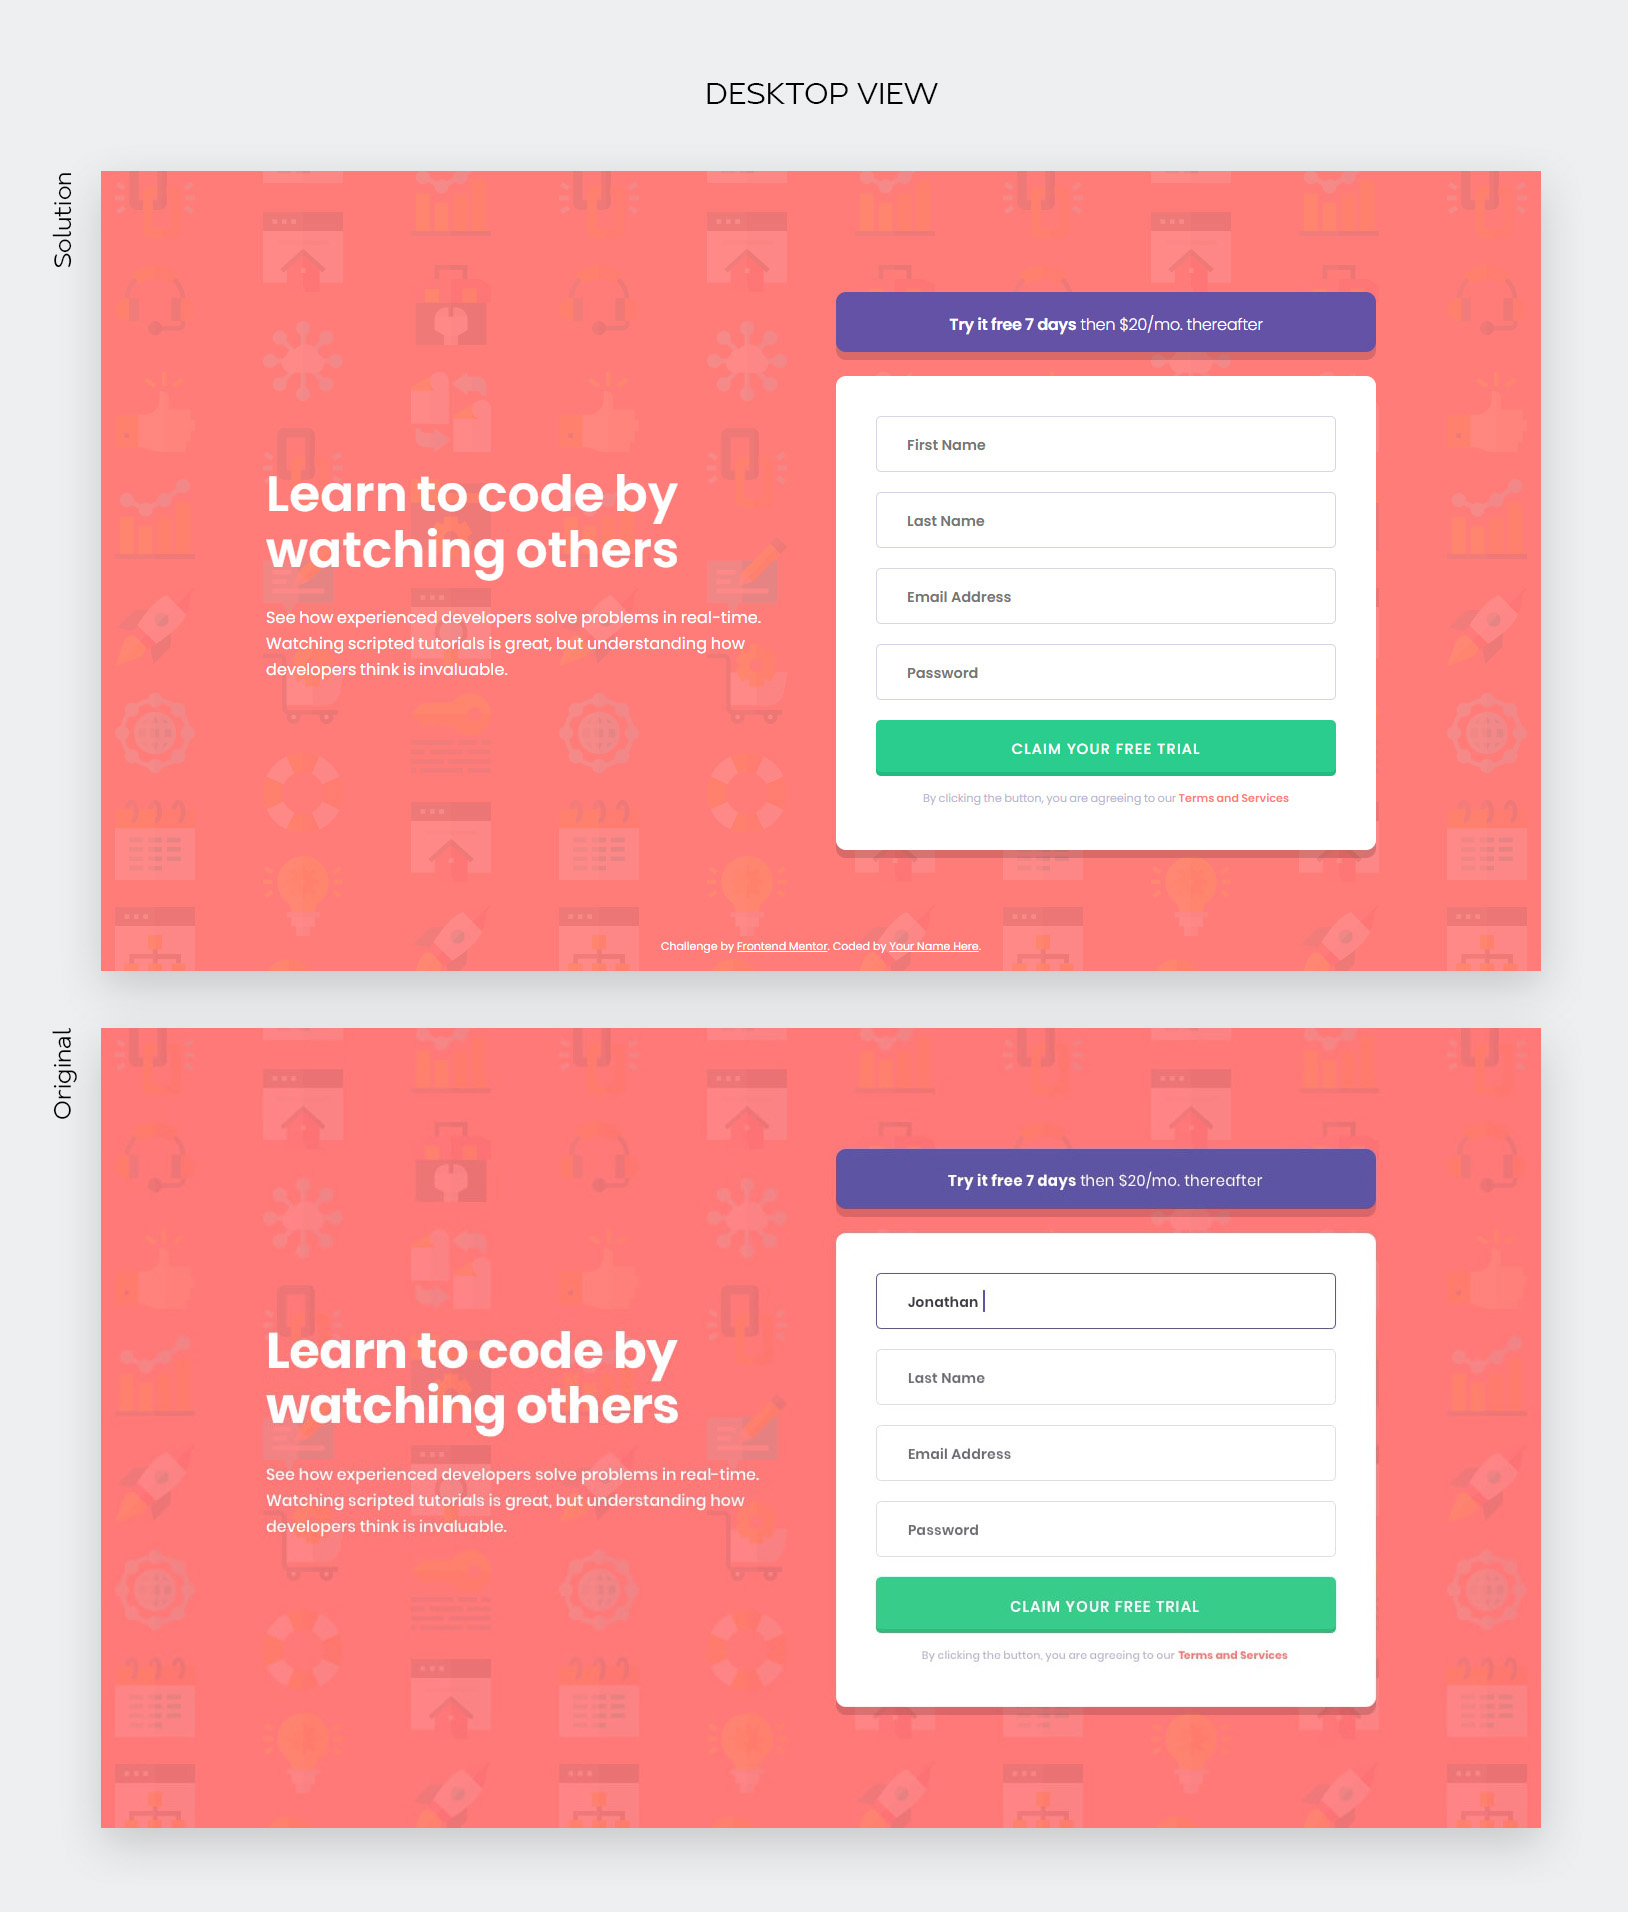 DESKTOP VIEW
Solution
Try it free 7 days then $20/mo. thereafter
First Name
Last Name
Email Address
Password
CLAIM YOUR FREE TRIAL
By clicking the button, you are agreeing to our Terms and Services
Learn to code by
watching others
See how experienced developers solve problems in real-time.
Watching scripted tutorials is great, but understanding how
developers think is invaluable.
Challenge by Frontend Mentor. Coded by Your Name Here.
Original
Try it free 7 days then $20/mo. thereafter
Jonathan
Last Name
Email Address
Password
CLAIM YOUR FREE TRIAL
By clicking the button, you are agreeing to our Terms and Services
Learn to code by
watching others
See how experienced developers solve problems in real-time.
Watching scripted tutorials is great, but understanding how
developers think is invaluable.